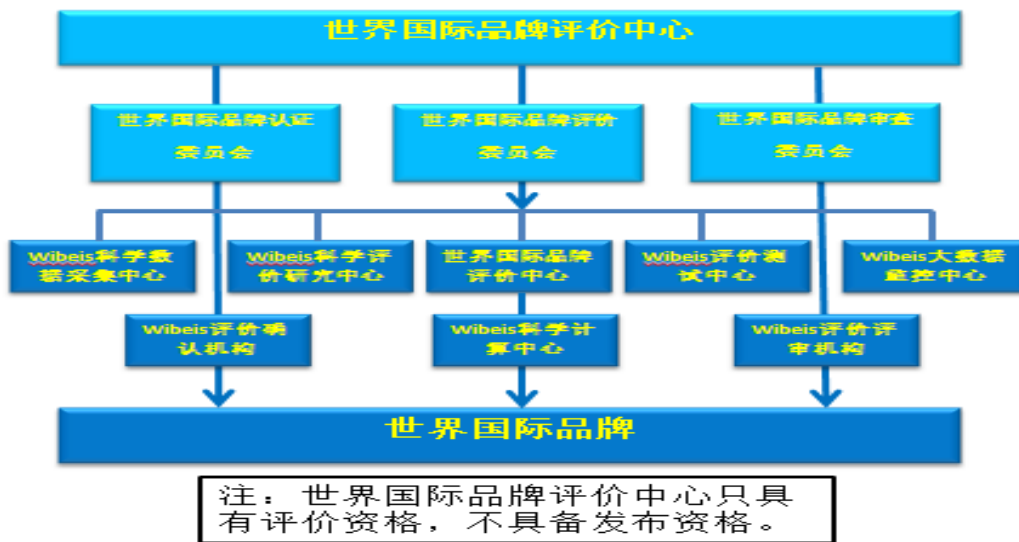 世界国际品牌评价中心
世界国际品牌认证
委员会
世界国际品牌评价
委员会
世界国际品牌审查
委员会
Wibeis科学数
据采集中心
Wibeis科学评
价研究中心
世界国际品牌
评价中心
Wibeis评价测
试中心
Wibeis大数据
监控中心
Wibeis评价确
认机构
Wibeis科学计
算中心
Wibeis评价评
审机构
世界国际品牌
注：世界国际品牌评价中心只具
有评价资格，不具备发布资格。